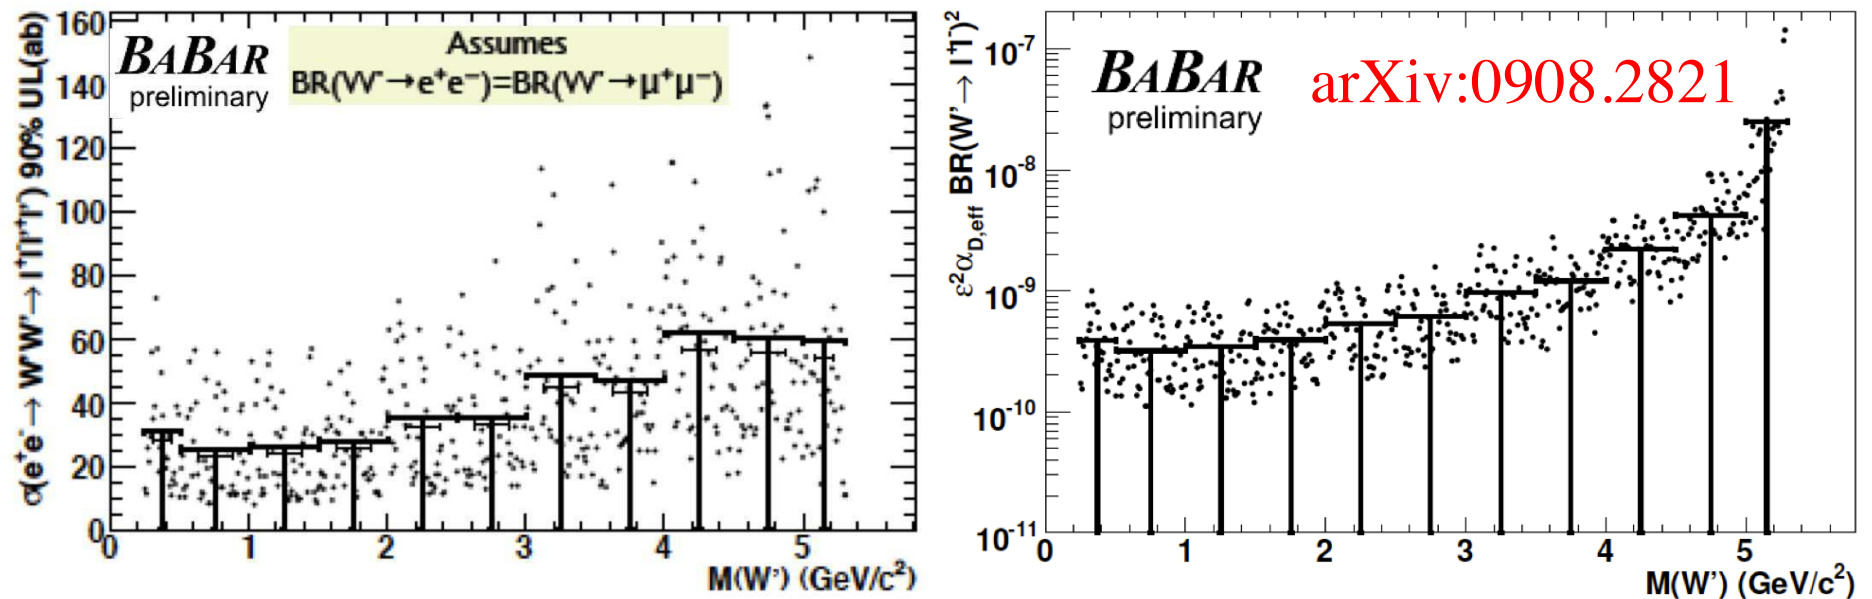 160
140
120
100
80
60
40
20
0
σ(e⁺e⁻→ W'W'→ l⁺l⁻l'⁺l'⁻) 90% UL(ab)
BABAR
preliminary
Assumes
BR(W'→e⁺e⁻)=BR(W'→μ⁺μ⁻)
0 1 2 3 4 5
M(W') (GeV/c²)
ε²α_D,eff BR(W'→ l⁺l⁻)²
10⁻⁷
10⁻⁸
10⁻⁹
10⁻¹⁰
10⁻¹¹
BABAR
preliminary
arXiv:0908.2821
0 1 2 3 4 5
M(W') (GeV/c²)